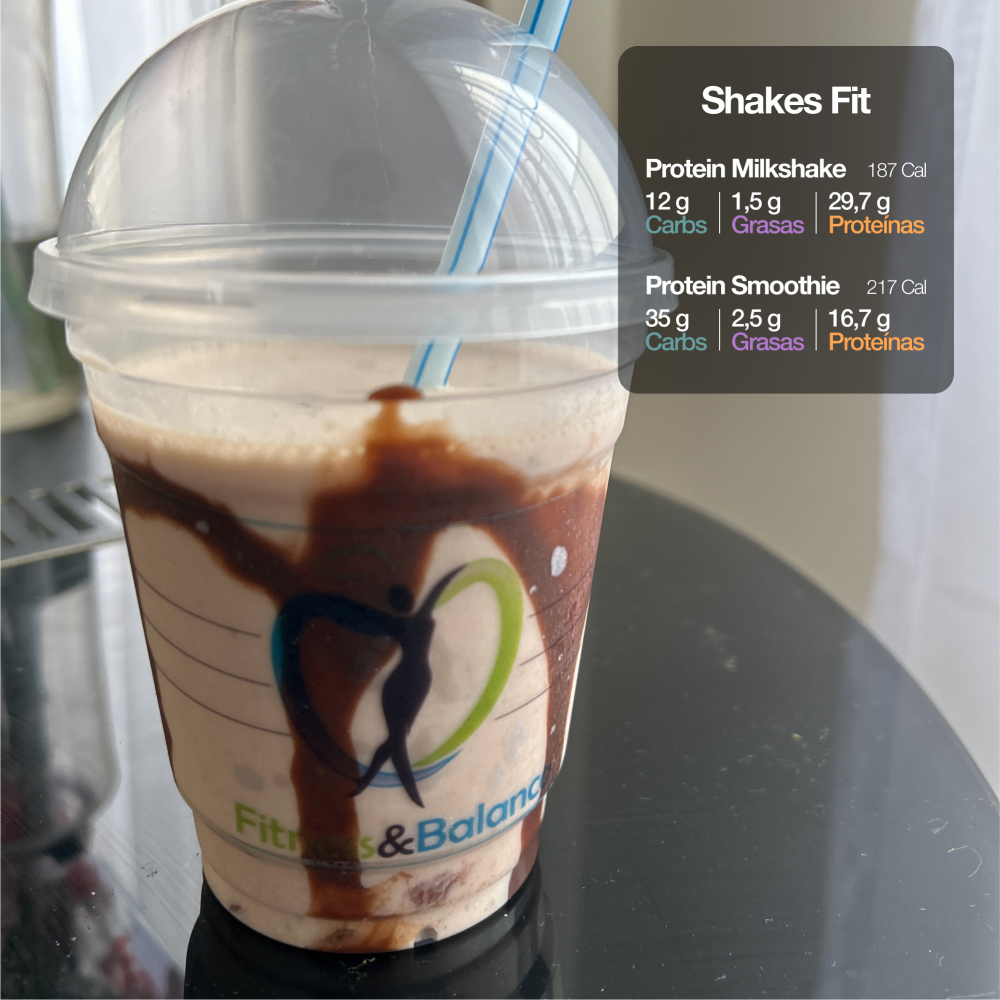 Shakes Fit
Protein Milkshake 187 Cal
12 g 1,5 g 29,7 g
Carbs Grasas Proteínas
Protein Smoothie 217 Cal
35 g 2,5 g 16,7 g
Carbs Grasas Proteínas
Fitness&Balance